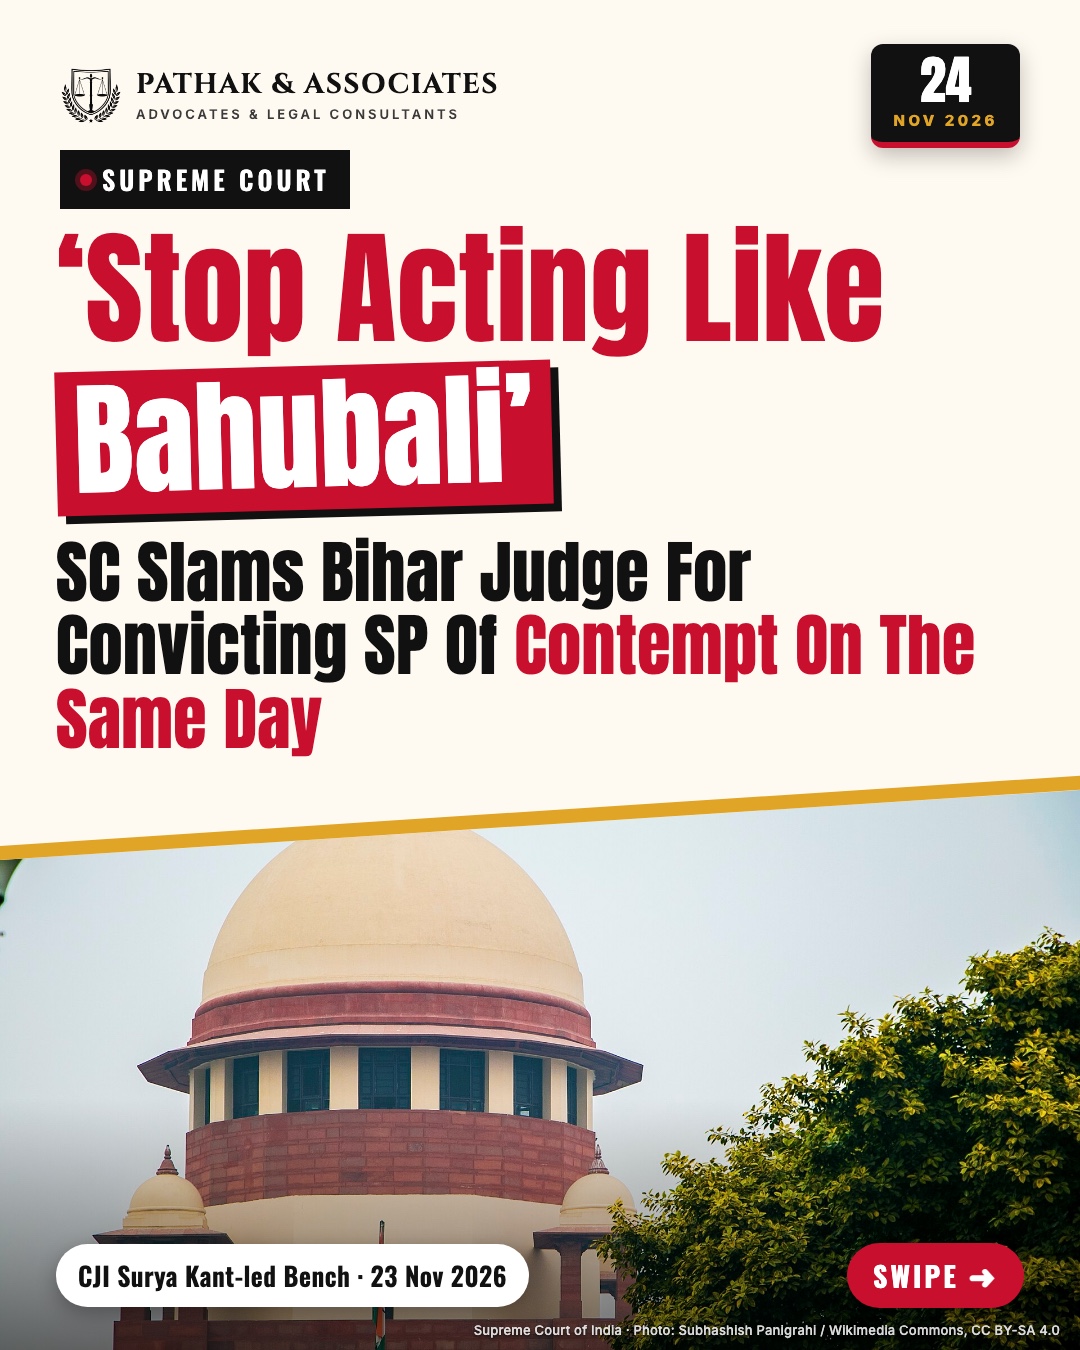 PATHAK & ASSOCIATES
ADVOCATES & LEGAL CONSULTANTS
24
NOV 2026
SUPREME COURT
‘Stop Acting Like
Bahubali’
SC Slams Bihar Judge For
Convicting SP Of Contempt On The
Same Day
CJI Surya Kant-led Bench · 23 Nov 2026
SWIPE ➜
Supreme Court of India · Photo: Subhashish Panigrahi / Wikimedia Commons, CC BY-SA 4.0